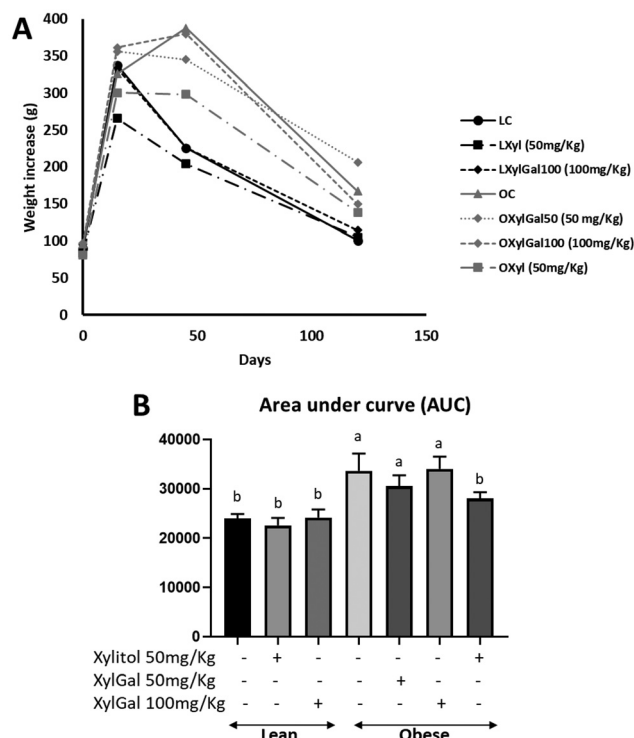 A
Weight increase (g)
400
350
300
250
200
150
100
50
0
0 50 100 150
Days
LC
LXyl (50mg/Kg)
LXylGal100 (100mg/Kg)
OC
OXylGal50 (50 mg/Kg)
OXylGal100 (100mg/Kg)
OXyl (50mg/Kg)
B
Area under curve (AUC)
40000
30000
20000
10000
0
b b b a a a b
Xylitol 50mg/Kg - + - - - - +
XylGal 50mg/Kg - - - - + - -
XylGal 100mg/Kg - - + - - + -
Lean Obese